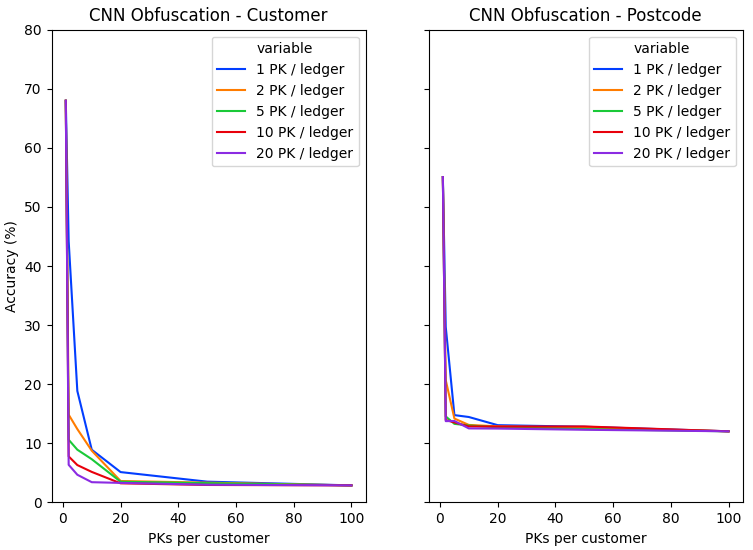 CNN Obfuscation - Customer
variable
1 PK / ledger
2 PK / ledger
5 PK / ledger
10 PK / ledger
20 PK / ledger
Accuracy (%)
80
70
60
50
40
30
20
10
0
0 20 40 60 80 100
PKs per customer
CNN Obfuscation - Postcode
variable
1 PK / ledger
2 PK / ledger
5 PK / ledger
10 PK / ledger
20 PK / ledger
0 20 40 60 80 100
PKs per customer